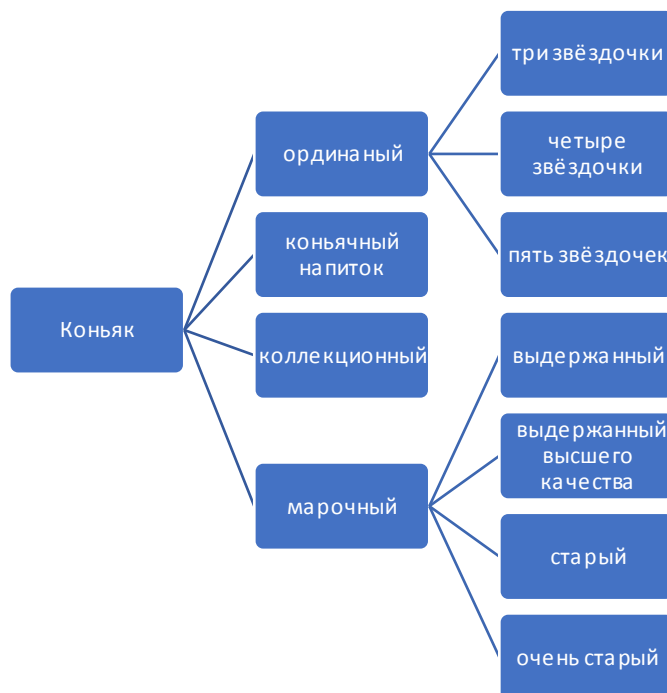 Коньяк
ординаный
три звёздочки
четыре
звёздочки
пять звёздочек
коньячный
напиток
коллекционный
марочный
выдержанный
выдержанный
высшего
качества
старый
очень старый